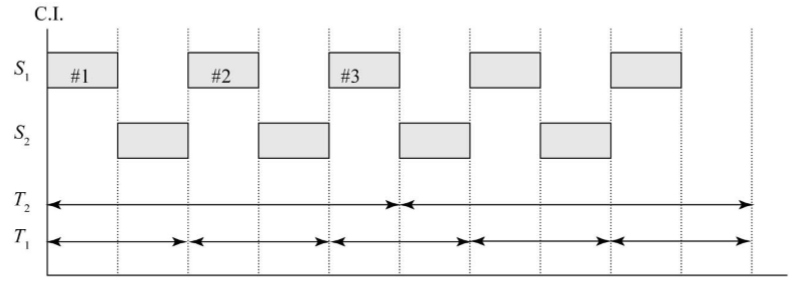 C.I.
S₁ #1 #2 #3
S₂
T₂
T₁